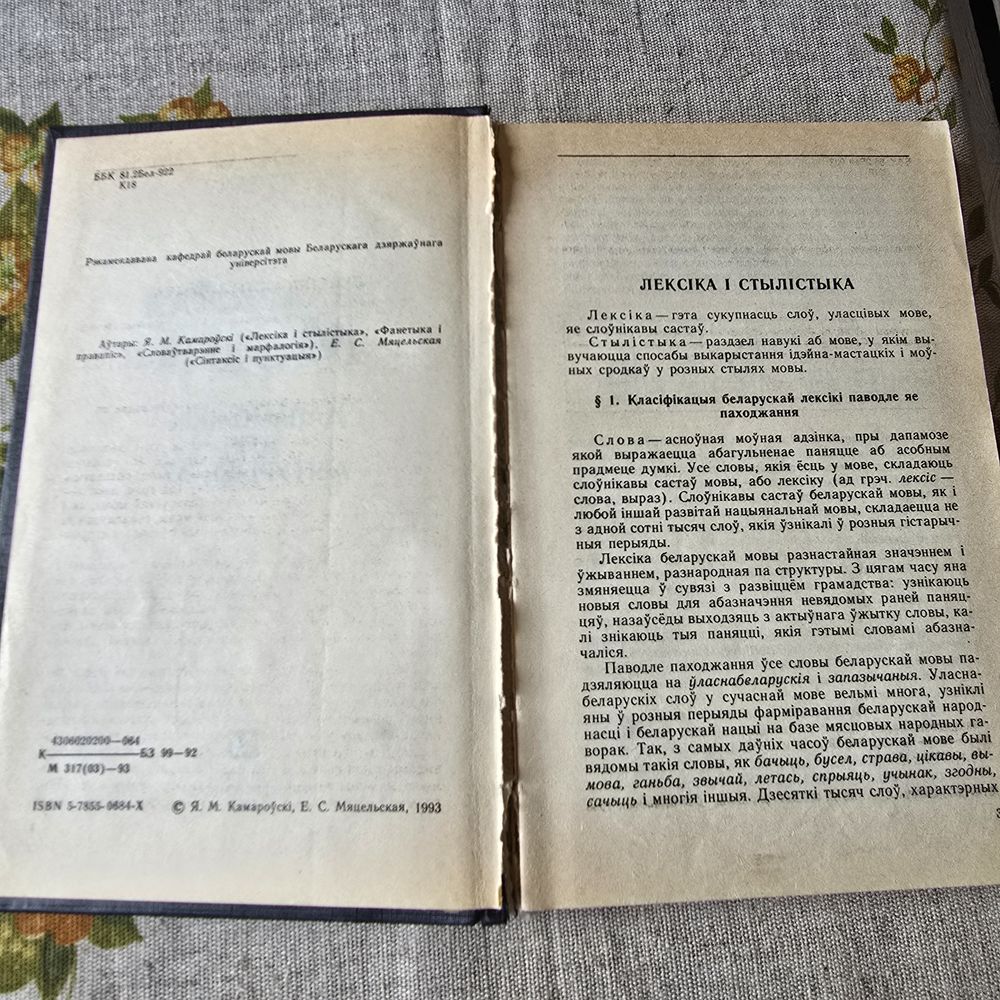 ББК 81.2Бел-922
К18
Рэкамендавана кафедрай беларускай мовы Беларускага дзяржаўнага
універсітэта
Аўтары: Я. М. Камароўскі («Лексіка і стылістыка», «Фанетыка і
правапіс», «Словаўтварэнне і марфалогія), Е. С. Мяцельская
(«Сінтаксіс і пунктуацыя»)
4306020200—064
К БЗ 99—92
М 317(03)—93
ISBN 5-7855-0684-X © Я. М. Камароўскі, Е. С. Мяцельская, 1993
ЛЕКСІКА І СТЫЛІСТЫКА
Лексіка — гэта сукупнасць слоў, уласцівых мове,
яе слоўнікавы састаў.
Стылістыка — раздзел навукі аб мове, у якім вы-
вучаюцца спосабы выкарыстання ідэйна-мастацкіх і моў-
ных сродкаў у розных стылях мовы.
§ 1. Класіфікацыя беларускай лексікі паводле яе
паходжання
Слова — асноўная моўная адзінка, пры дапамозе
якой выражаецца абагульненае паняцце аб асобным
прадмеце думкі. Усе словы, якія ёсць у мове, складаюць
слоўнікавы састаў мовы, або лексіку (ад грэч. лексіс —
слова, выраз). Слоўнікавы састаў беларускай мовы, як і
любой іншай развітай нацыянальнай мовы, складаецца не
з адной сотні тысяч слоў, якія ўзнікалі ў розныя гістарыч-
ныя перыяды.
Лексіка беларускай мовы разнастайная значэннем і
ўжываннем, разнародная па структуры. З цягам часу яна
змяняецца ў сувязі з развіццём грамадства: узнікаюць
новыя словы для абазначэння невядомых раней паняц-
цяў, назаўсёды выходзяць з актыўнага ўжытку словы, ка-
лі знікаюць тыя паняцці, якія гэтымі словамі абазна-
чаліся.
Паводле паходжання ўсе словы беларускай мовы па-
дзяляюцца на ўласнабеларускія і запазычаныя. Уласна-
беларускіх слоў у сучаснай мове вельмі многа, узніклі
яны ў розныя перыяды фарміравання беларускай народ-
насці і беларускай нацыі на базе мясцовых народных га-
ворак. Так, з самых даўніх часоў беларускай мове былі
вядомы такія словы, як бачыць, бусел, страва, цікавы, вы-
мова, ганьба, звычай, летась, спрыяць, учынак, згодны,
сачыць і многія іншыя. Дзесяткі тысяч слоў, характэрных